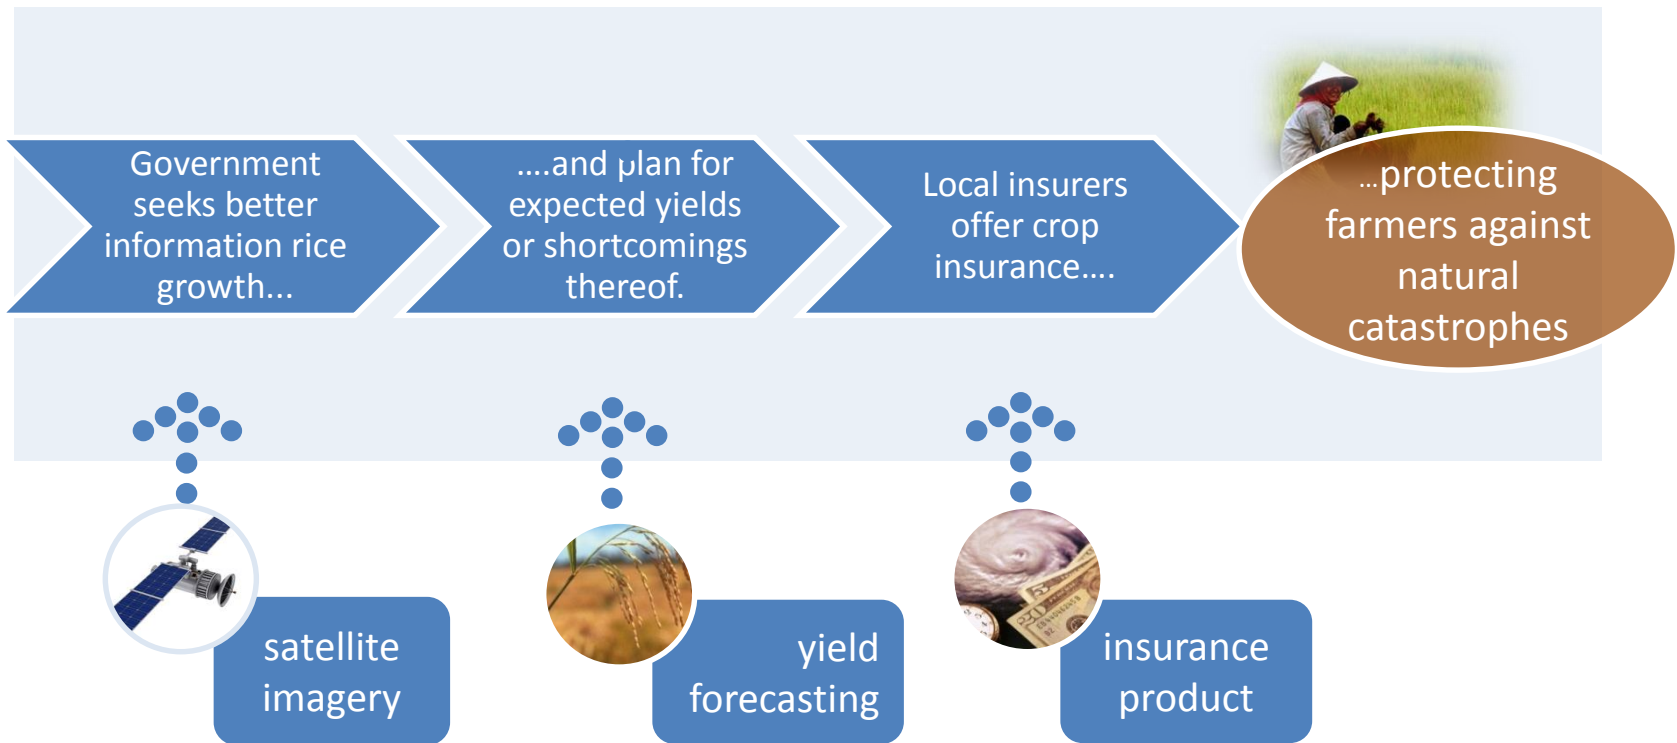 Government
seeks better
information rice
growth...
....and plan for
expected yields
or shortcomings
thereof.
Local insurers
offer crop
insurance....
...protecting
farmers against
natural
catastrophes
satellite
imagery
yield
forecasting
insurance
product